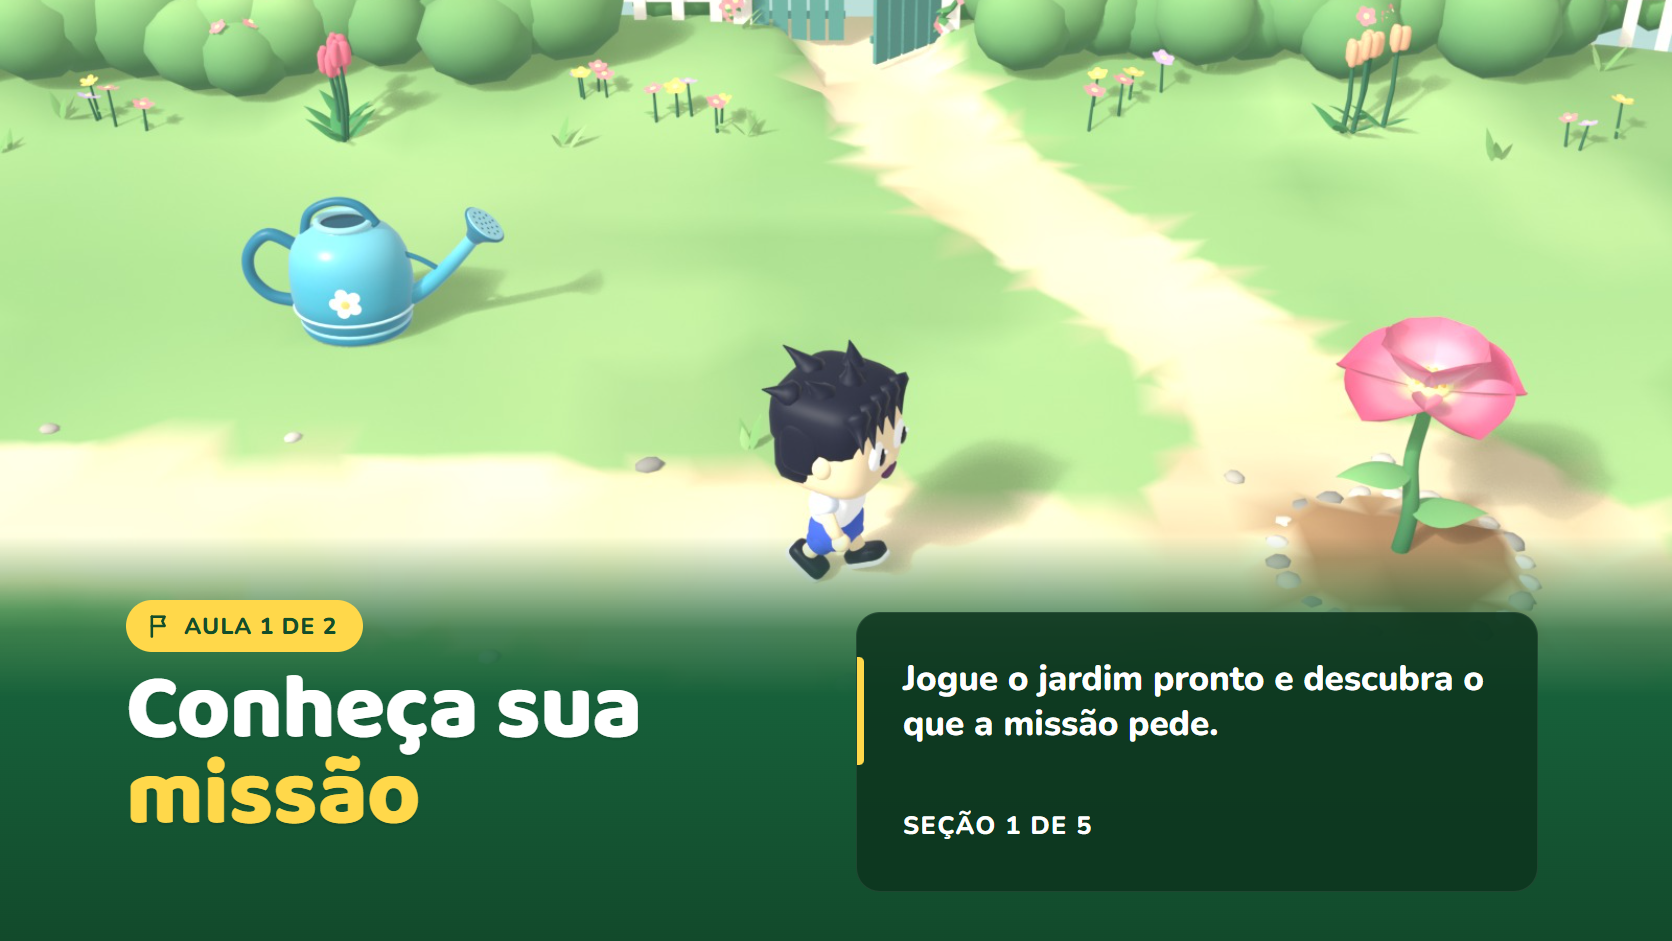 AULA 1 DE 2
Conheça sua
missão
Jogue o jardim pronto e descubra o
que a missão pede.
SEÇÃO 1 DE 5